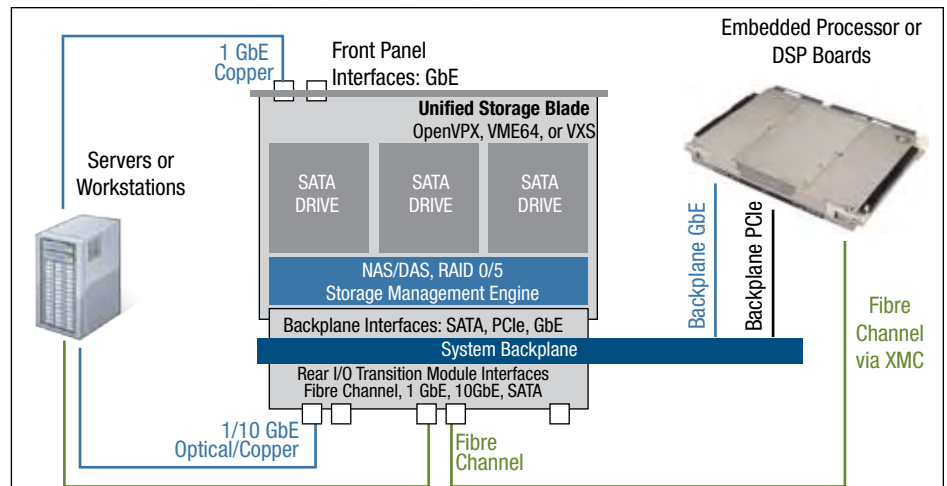 1 GbE
Copper
Front Panel
Interfaces: GbE
Embedded Processor or
DSP Boards
Unified Storage Blade
OpenVPX, VME64, or VXS
Servers or
Workstations
SATA
DRIVE
SATA
DRIVE
SATA
DRIVE
NAS/DAS, RAID 0/5
Storage Management Engine
Backplane Interfaces: SATA, PCIe, GbE
System Backplane
Rear I/O Transition Module Interfaces
Fibre Channel, 1 GbE, 10GbE, SATA
Backplane GbE
Backplane PCIe
Fibre
Channel
via XMC
1/10 GbE
Optical/Copper
Fibre
Channel